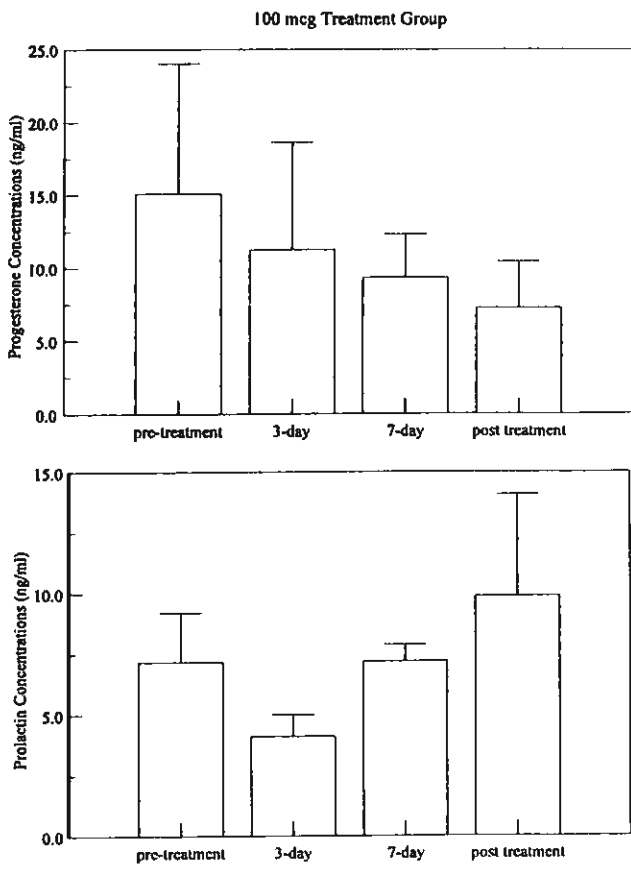 100 mcg Treatment Group
Progesterone Concentrations (ng/ml)
25.0
20.0
15.0
10.0
5.0
0.0
pre-treatment 3-day 7-day post treatment
Prolactin Concentrations (ng/ml)
15.0
10.0
5.0
0.0
pre-treatment 3-day 7-day post treatment